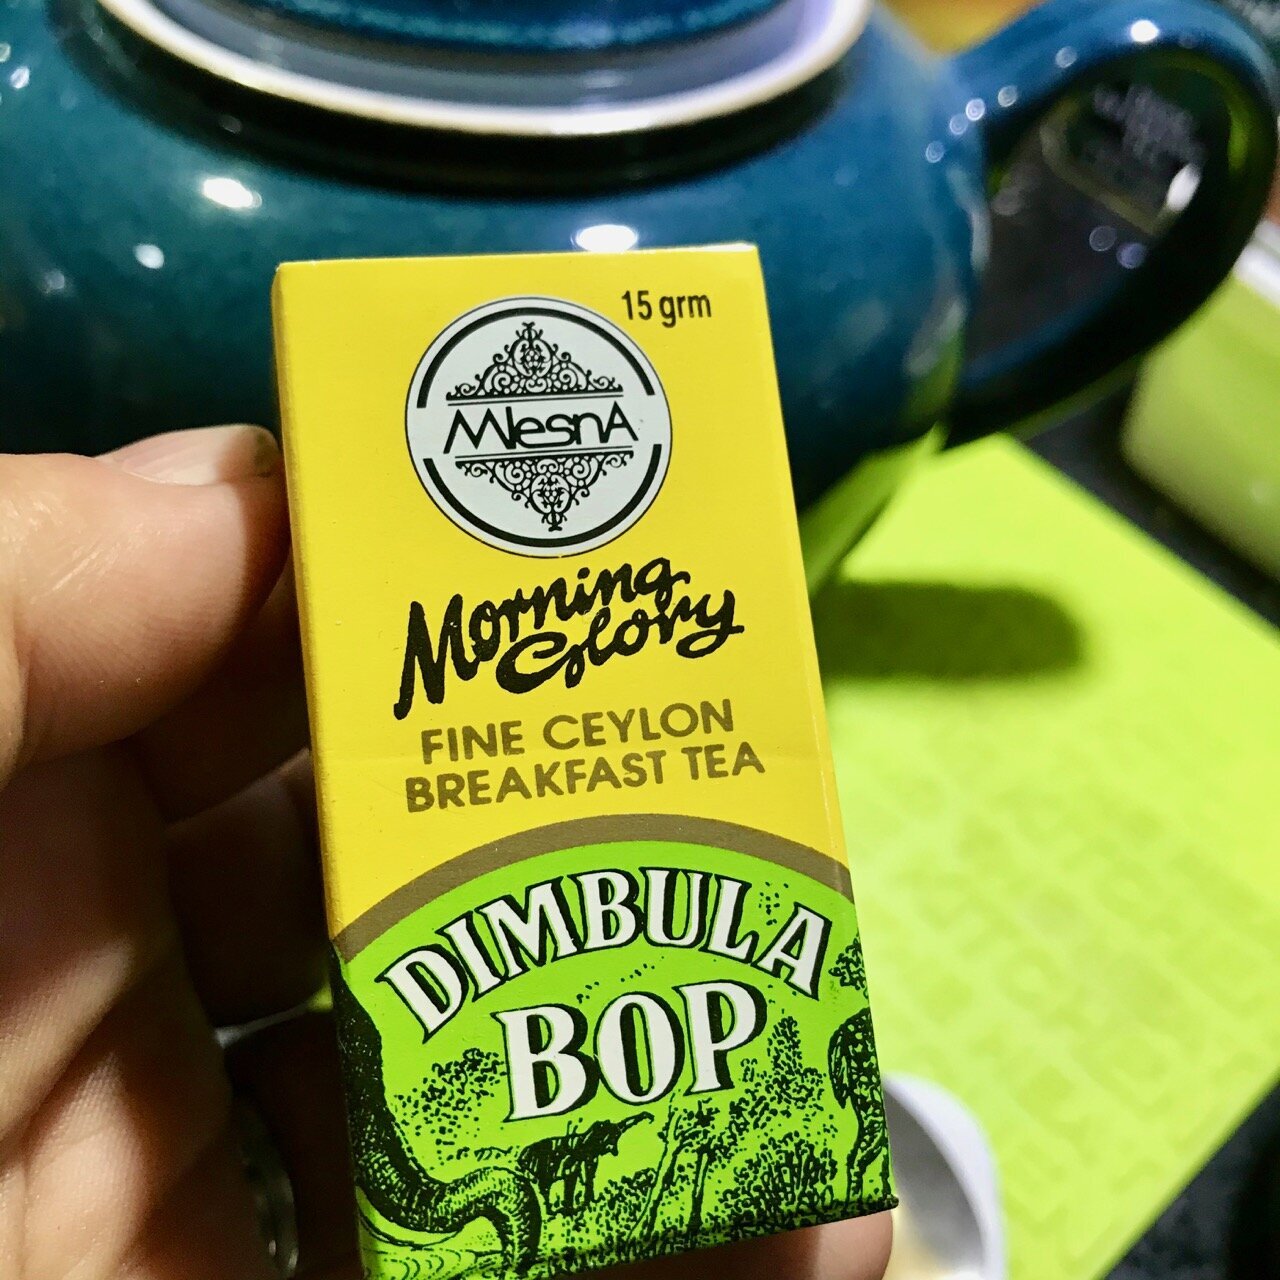 15 grm
MlesnA
Morning
Glory
FINE CEYLON
BREAKFAST TEA
DIMBULA
BOP